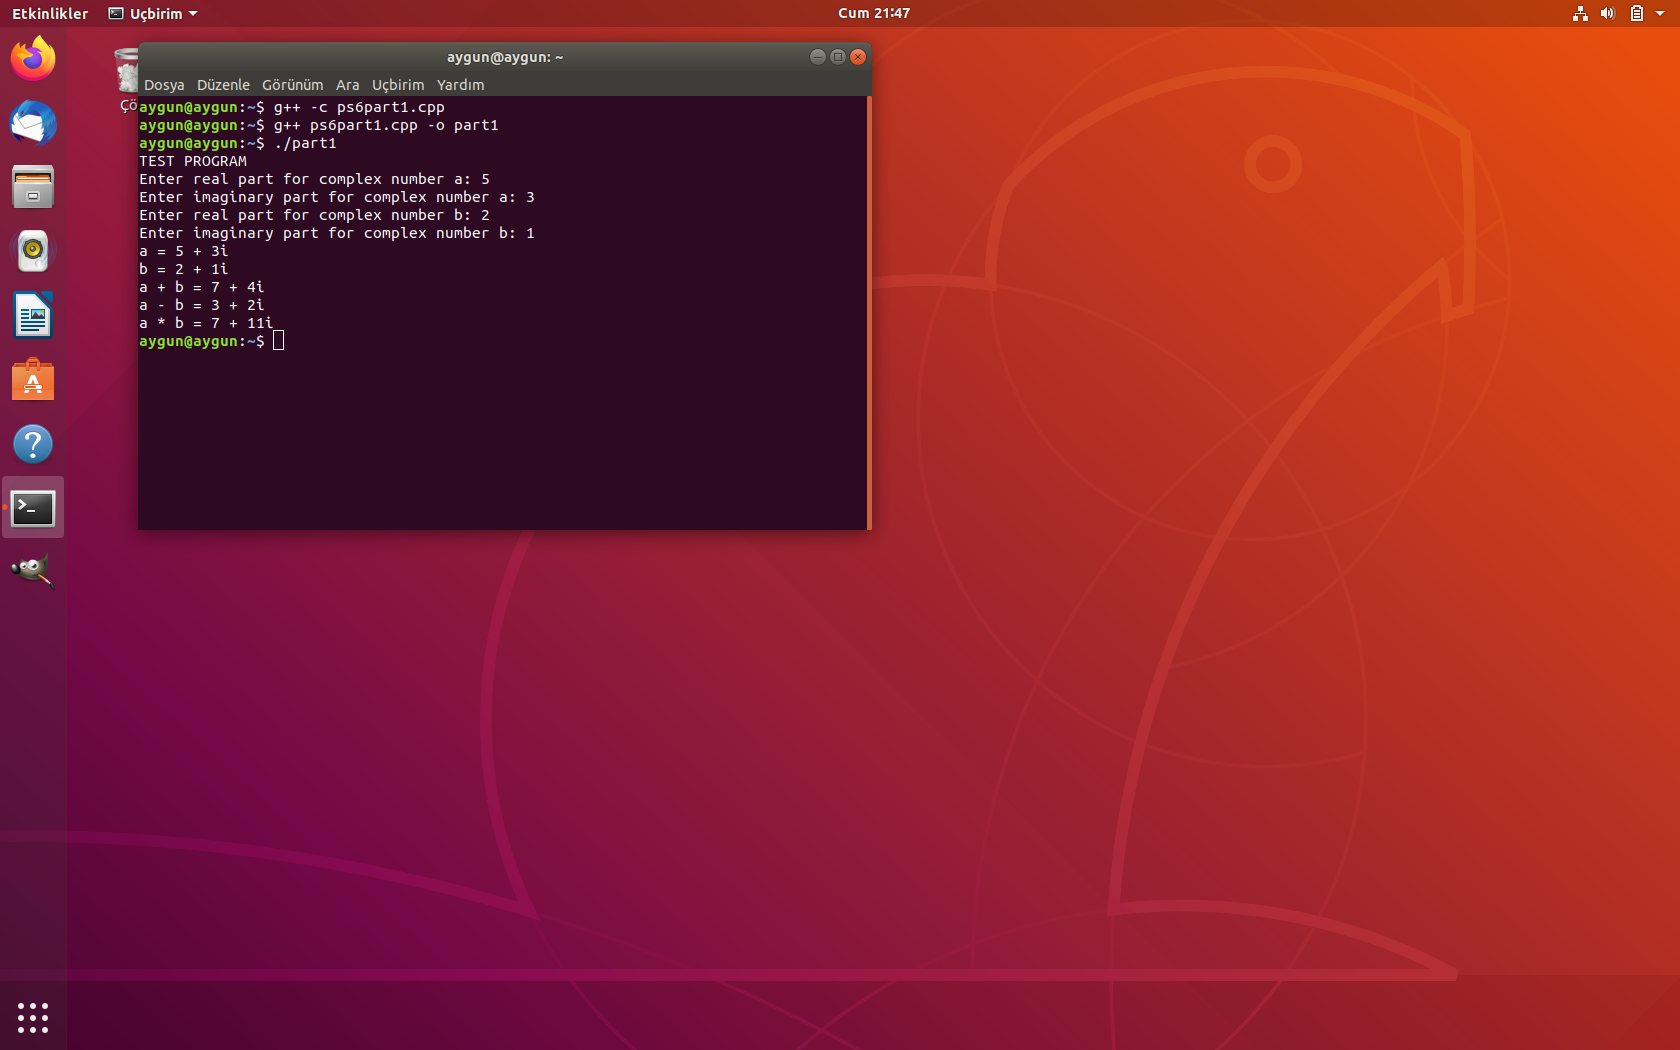 Etkinlikler Uçbirim Cum 21:47
aygun@aygun: ~
Dosya Düzenle Görünüm Ara Uçbirim Yardım
Çö
aygun@aygun:~$ g++ -c ps6part1.cpp
aygun@aygun:~$ g++ ps6part1.cpp -o part1
aygun@aygun:~$ ./part1
TEST PROGRAM
Enter real part for complex number a: 5
Enter imaginary part for complex number a: 3
Enter real part for complex number b: 2
Enter imaginary part for complex number b: 1
a = 5 + 3i
b = 2 + 1i
a + b = 7 + 4i
a - b = 3 + 2i
a * b = 7 + 11i
aygun@aygun:~$